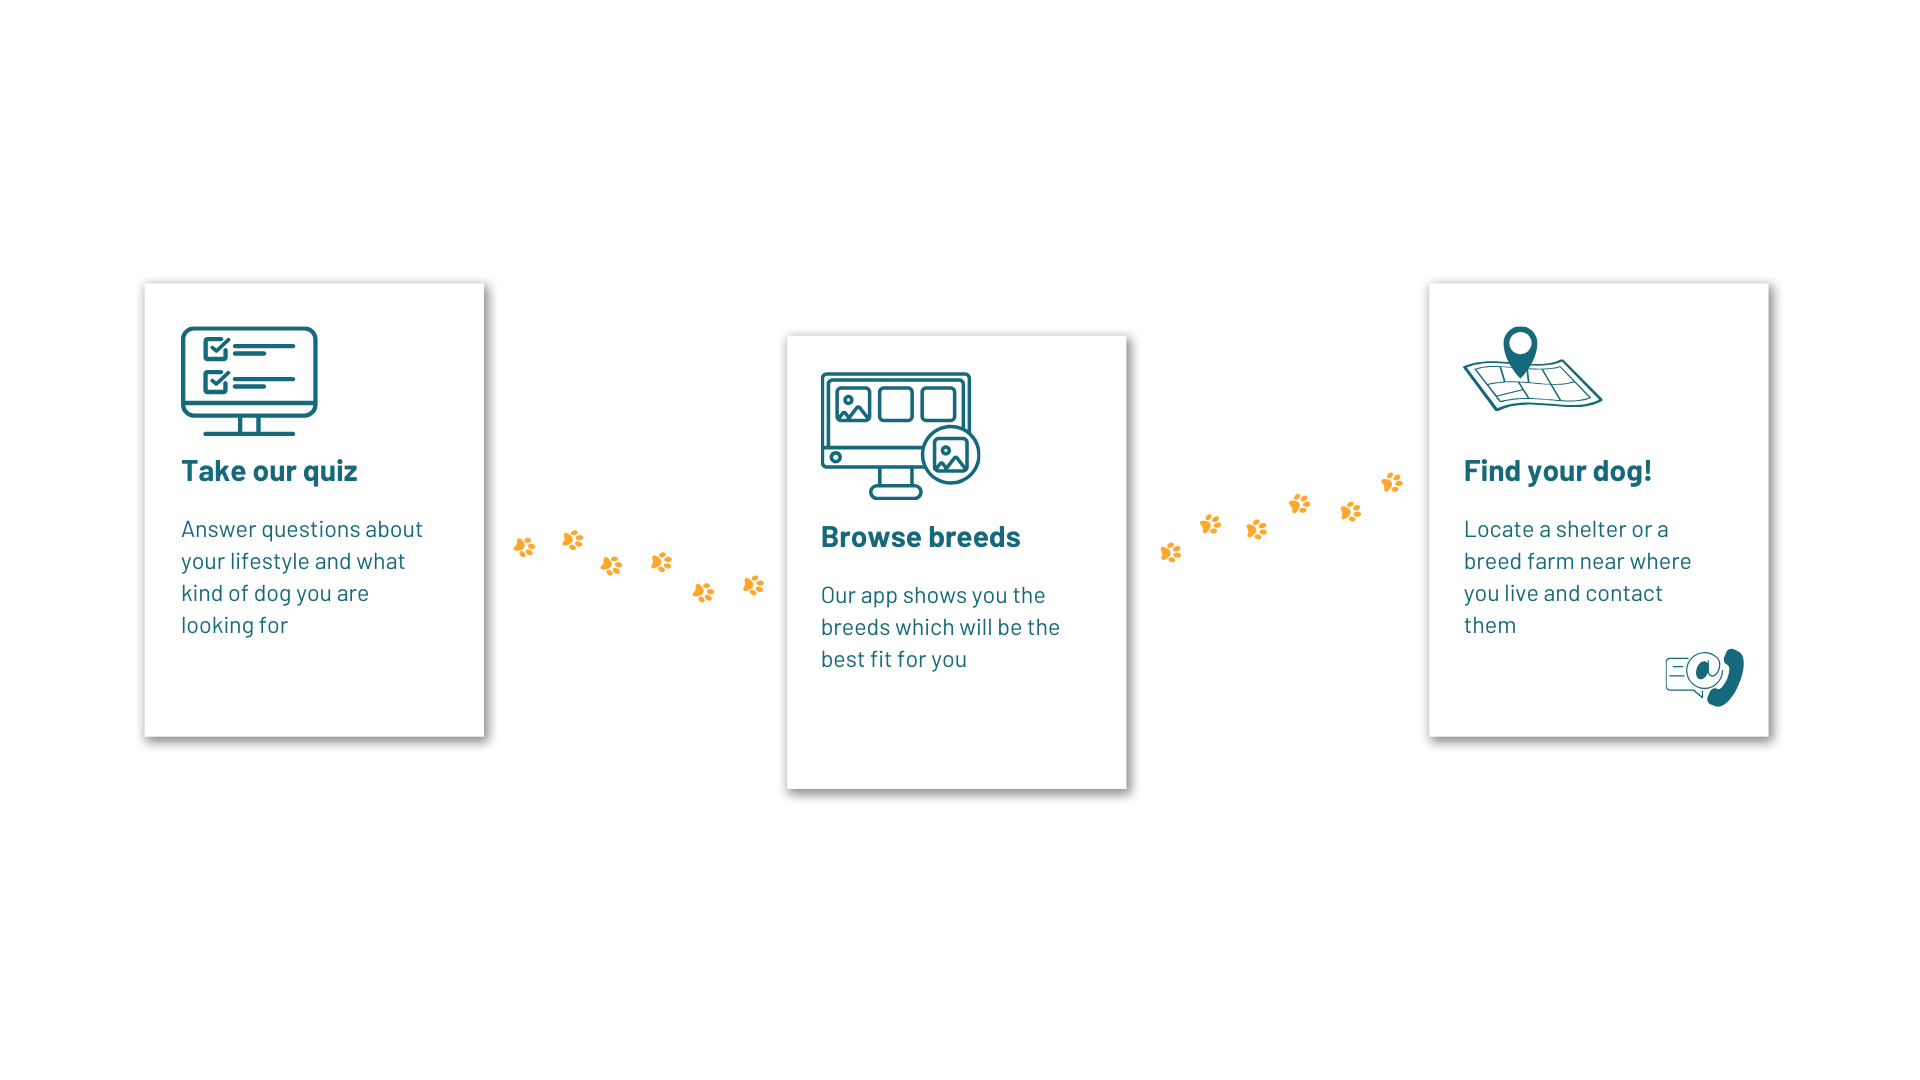 Take our quiz
Answer questions about
your lifestyle and what
kind of dog you are
looking for
Browse breeds
Our app shows you the
breeds which will be the
best fit for you
Find your dog!
Locate a shelter or a
breed farm near where
you live and contact
them
@